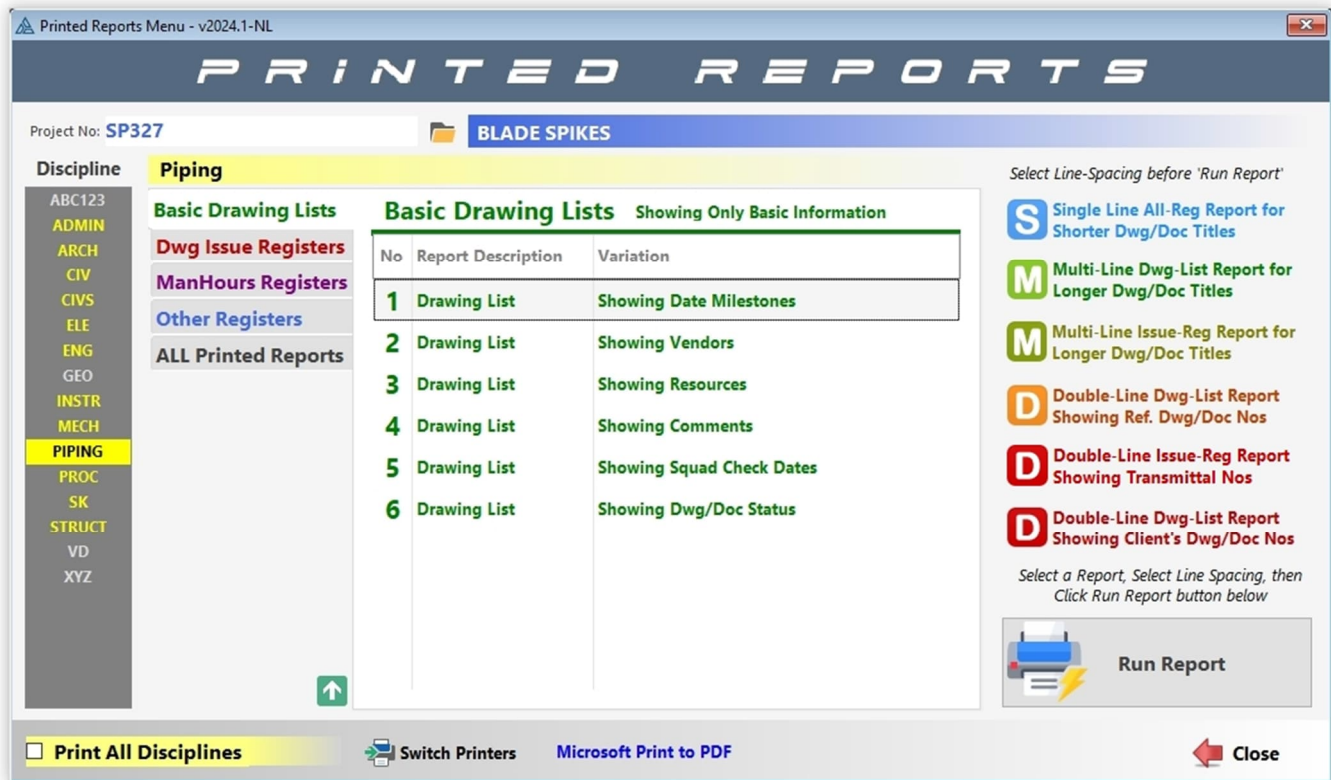 Printed Reports Menu - v2024.1-NL
PRiNTED REPORTS
Project No: SP327
BLADE SPIKES
Discipline
ABC123
ADMIN
ARCH
CIV
CIVS
ELE
ENG
GEO
INSTR
MECH
PIPING
PROC
SK
STRUCT
VD
XYZ
Piping
Basic Drawing Lists
Dwg Issue Registers
ManHours Registers
Other Registers
ALL Printed Reports
Basic Drawing Lists Showing Only Basic Information
No Report Description Variation
1 Drawing List Showing Date Milestones
2 Drawing List Showing Vendors
3 Drawing List Showing Resources
4 Drawing List Showing Comments
5 Drawing List Showing Squad Check Dates
6 Drawing List Showing Dwg/Doc Status
Select Line-Spacing before 'Run Report'
S
Single Line All-Reg Report for
Shorter Dwg/Doc Titles
M
Multi-Line Dwg-List Report for
Longer Dwg/Doc Titles
M
Multi-Line Issue-Reg Report for
Longer Dwg/Doc Titles
D
Double-Line Dwg-List Report
Showing Ref. Dwg/Doc Nos
D
Double-Line Issue-Reg Report
Showing Transmittal Nos
D
Double-Line Dwg-List Report
Showing Client's Dwg/Doc Nos
Select a Report, Select Line Spacing, then
Click Run Report button below
Run Report
Print All Disciplines
Switch Printers
Microsoft Print to PDF
Close